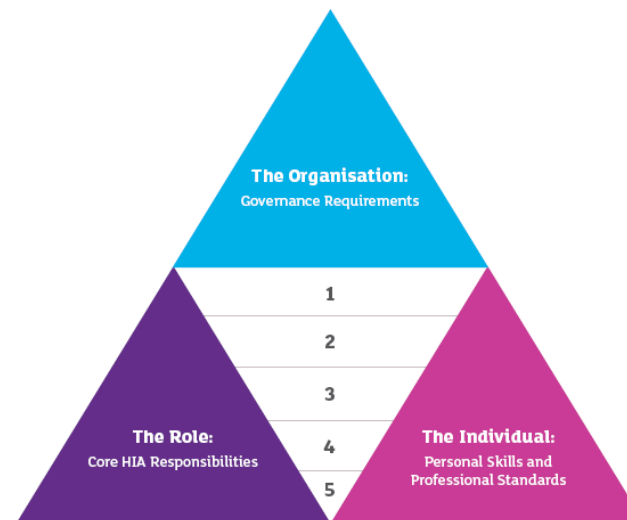 The Organisation:
Governance Requirements
1
2
3
4
5
The Role:
Core HIA Responsibilities
The Individual:
Personal Skills and
Professional Standards